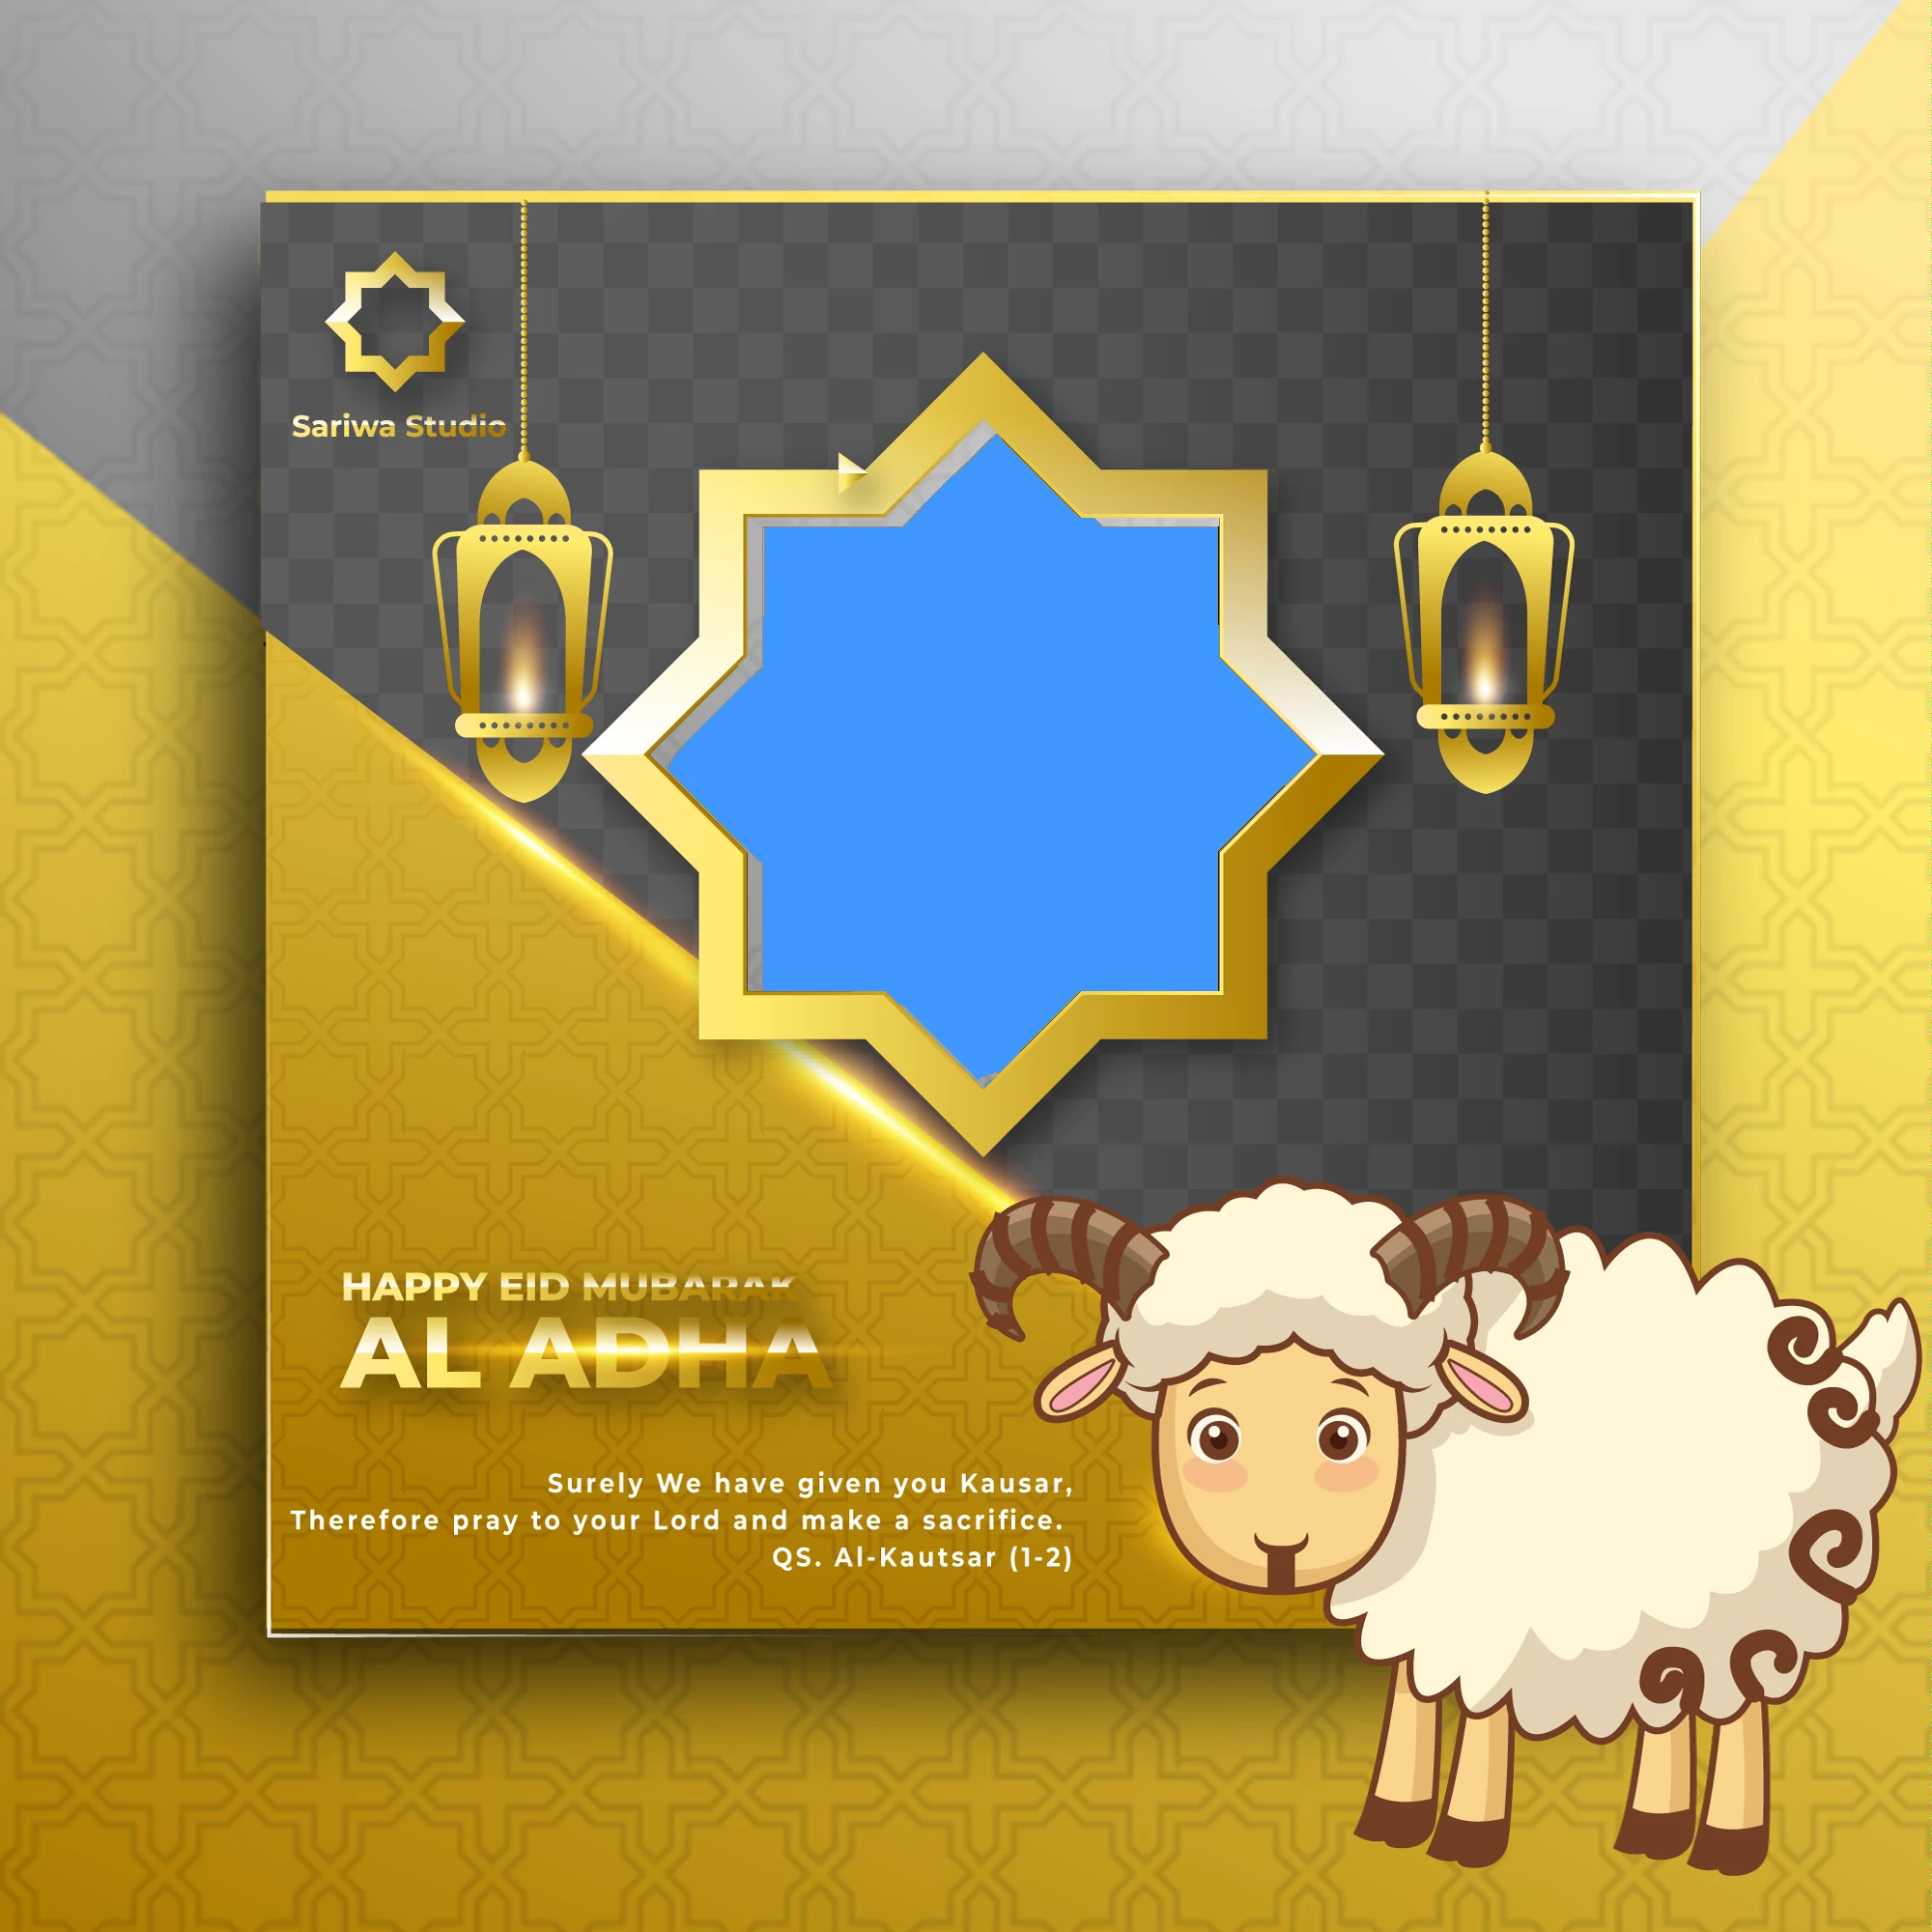 Sariwa Studio
HAPPY EID MUBARAK
AL ADHA
Surely We have given you Kausar,
Therefore pray to your Lord and make a sacrifice.
QS. Al-Kautsar (1-2)